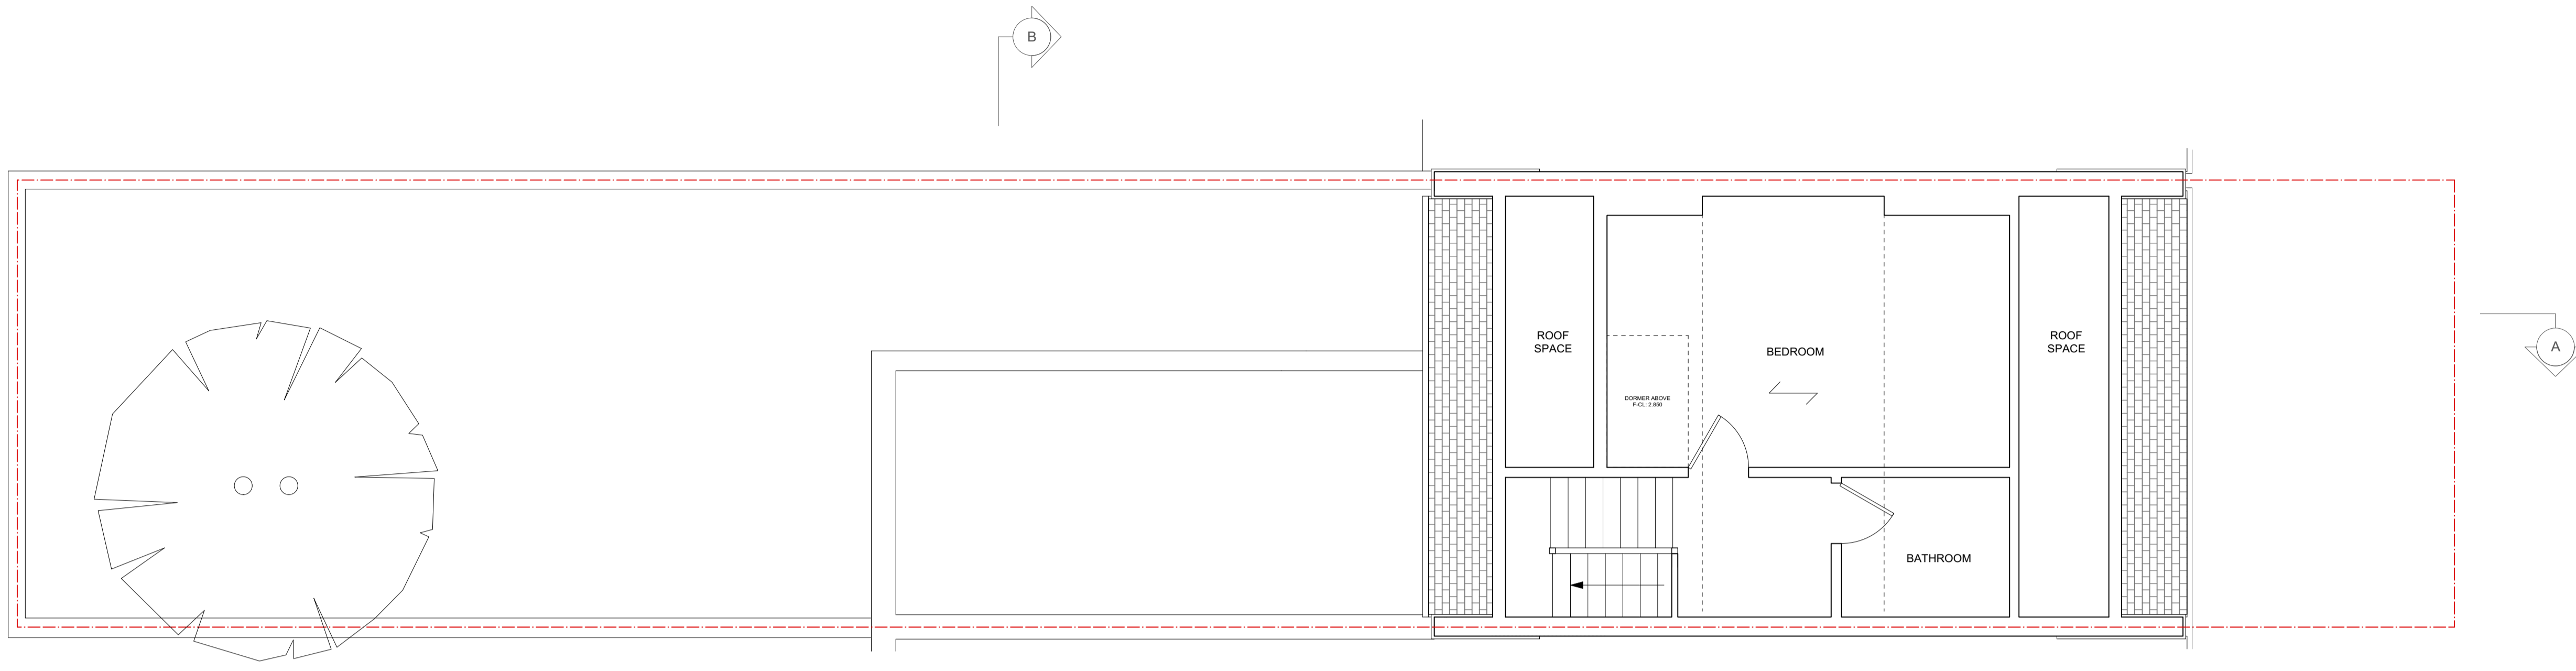 B
ROOF
SPACE
BEDROOM
DORMER ABOVE
F-CL: 2.850
ROOF
SPACE
A
BATHROOM